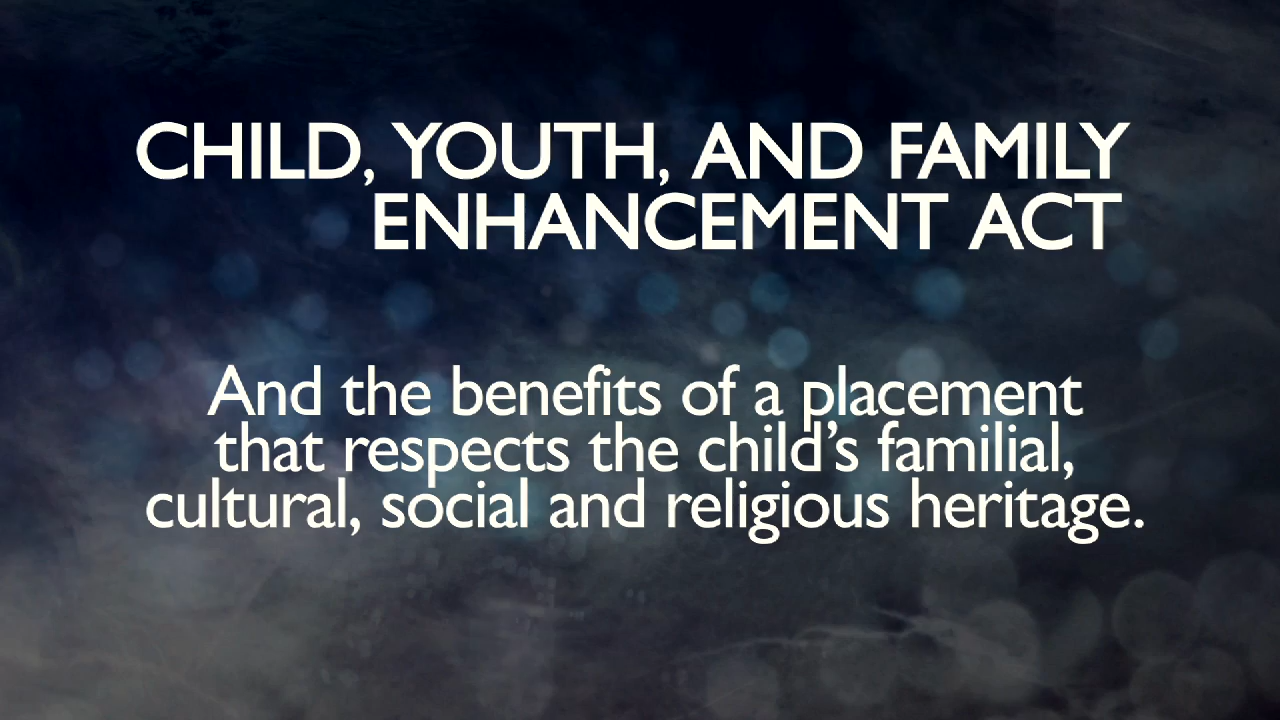 CHILD, YOUTH, AND FAMILY
ENHANCEMENT ACT
And the benefits of a placement
that respects the child’s familial,
cultural, social and religious heritage.